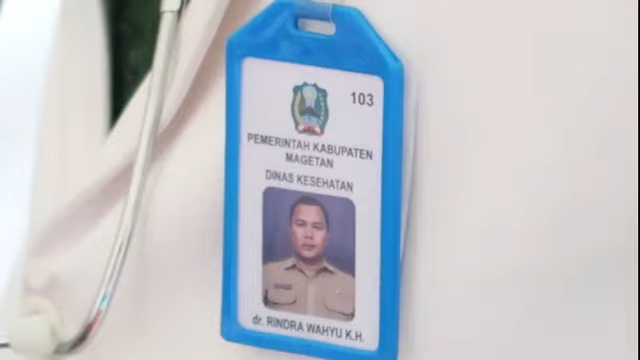 103
PEMERINTAH KABUPATEN
MAGETAN
DINAS KESEHATAN
dr. RINDRA WAHYU K.H.